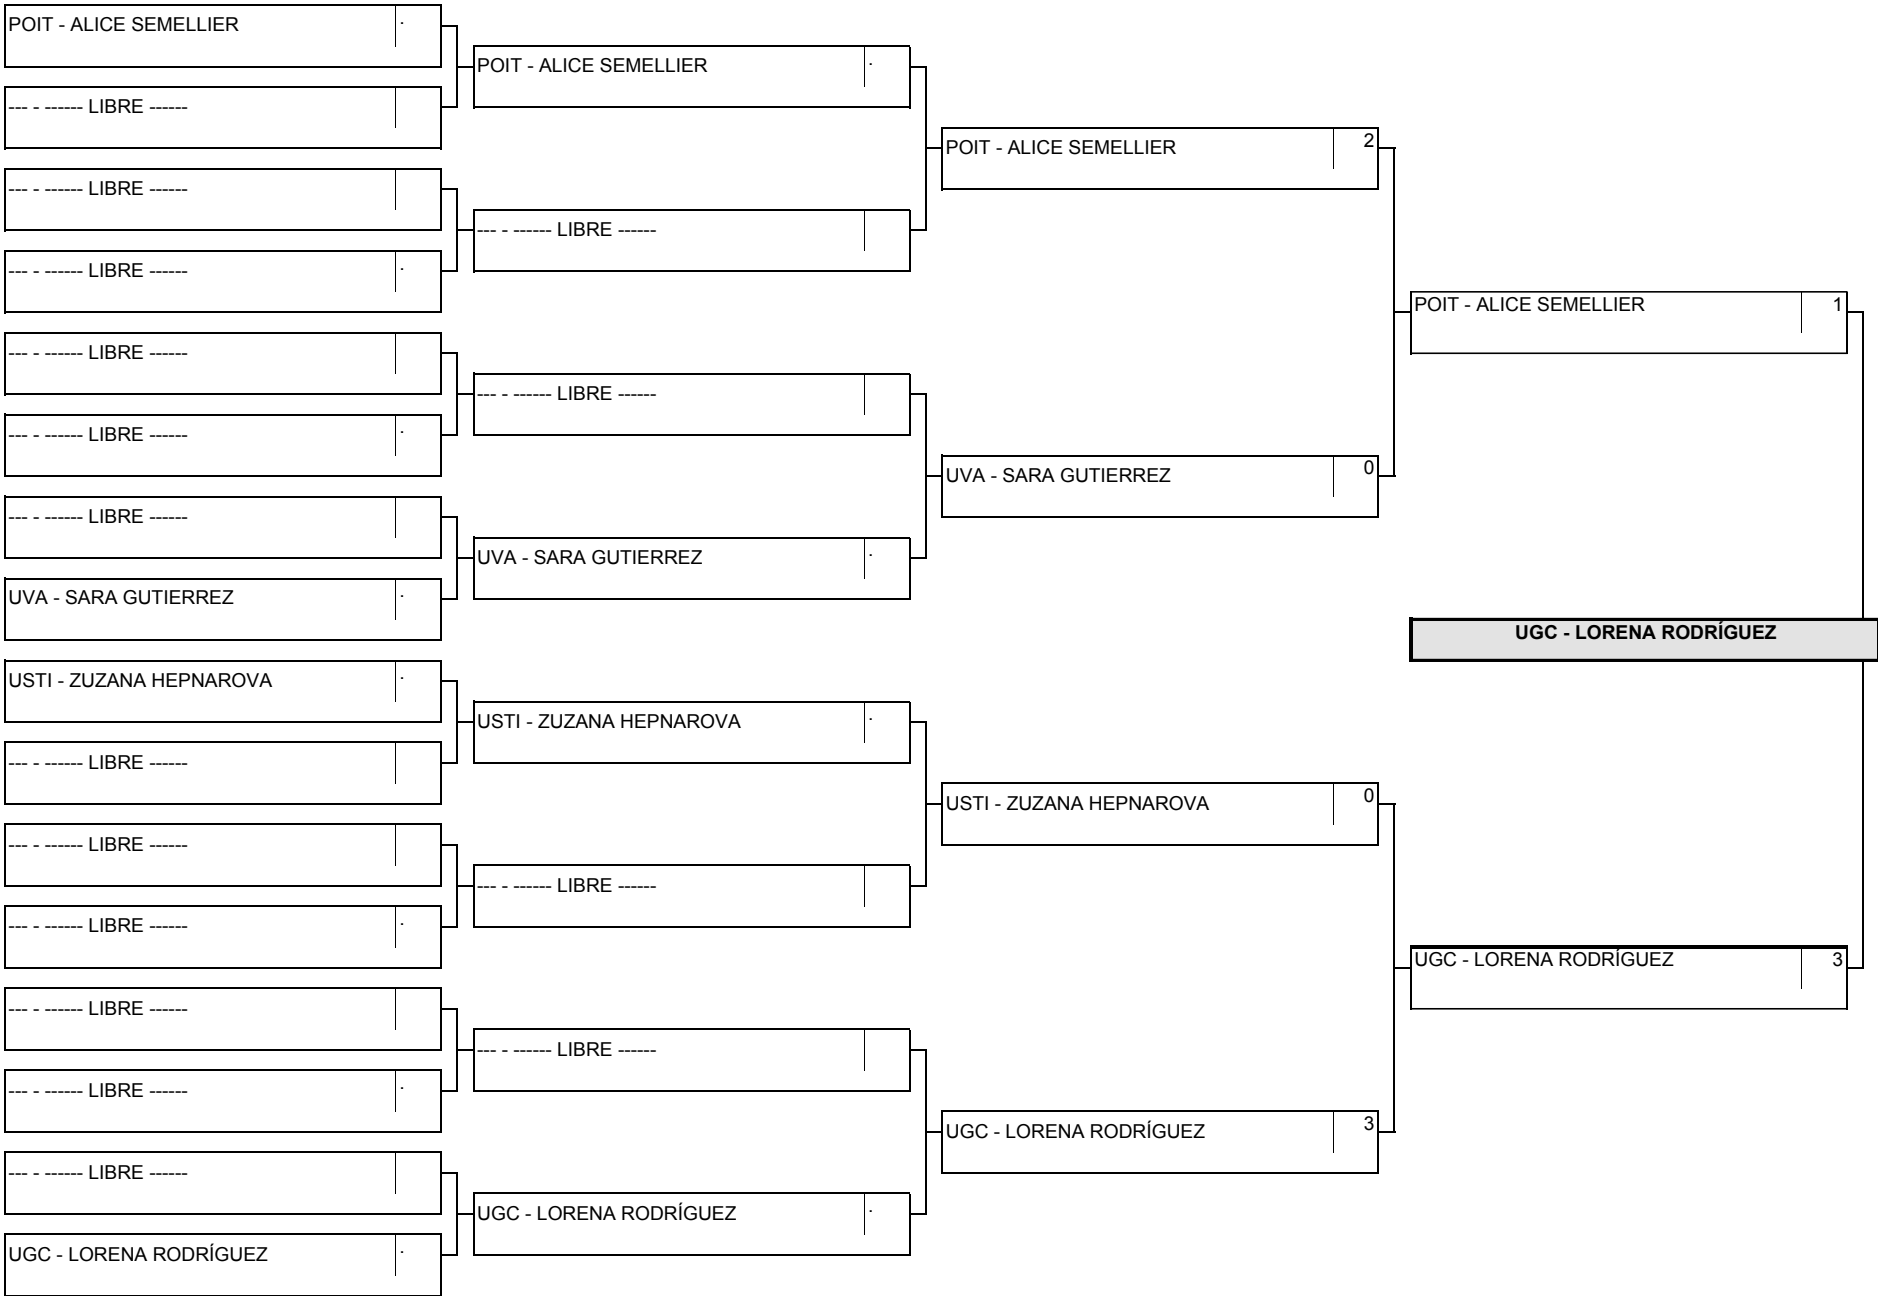 POIT - ALICE SEMELLIER .
--- - ------ LIBRE ------
--- - ------ LIBRE ------
--- - ------ LIBRE ------ .
--- - ------ LIBRE ------
--- - ------ LIBRE ------ .
--- - ------ LIBRE ------
UVA - SARA GUTIERREZ .
USTI - ZUZANA HEPNAROVA .
--- - ------ LIBRE ------
--- - ------ LIBRE ------
--- - ------ LIBRE ------ .
--- - ------ LIBRE ------
--- - ------ LIBRE ------ .
--- - ------ LIBRE ------
UGC - LORENA RODRÍGUEZ .
POIT - ALICE SEMELLIER .
--- - ------ LIBRE ------
--- - ------ LIBRE ------
UVA - SARA GUTIERREZ .
USTI - ZUZANA HEPNAROVA .
--- - ------ LIBRE ------
--- - ------ LIBRE ------
UGC - LORENA RODRÍGUEZ .
POIT - ALICE SEMELLIER 2
UVA - SARA GUTIERREZ 0
USTI - ZUZANA HEPNAROVA 0
UGC - LORENA RODRÍGUEZ 3
POIT - ALICE SEMELLIER 1
UGC - LORENA RODRÍGUEZ
UGC - LORENA RODRÍGUEZ 3